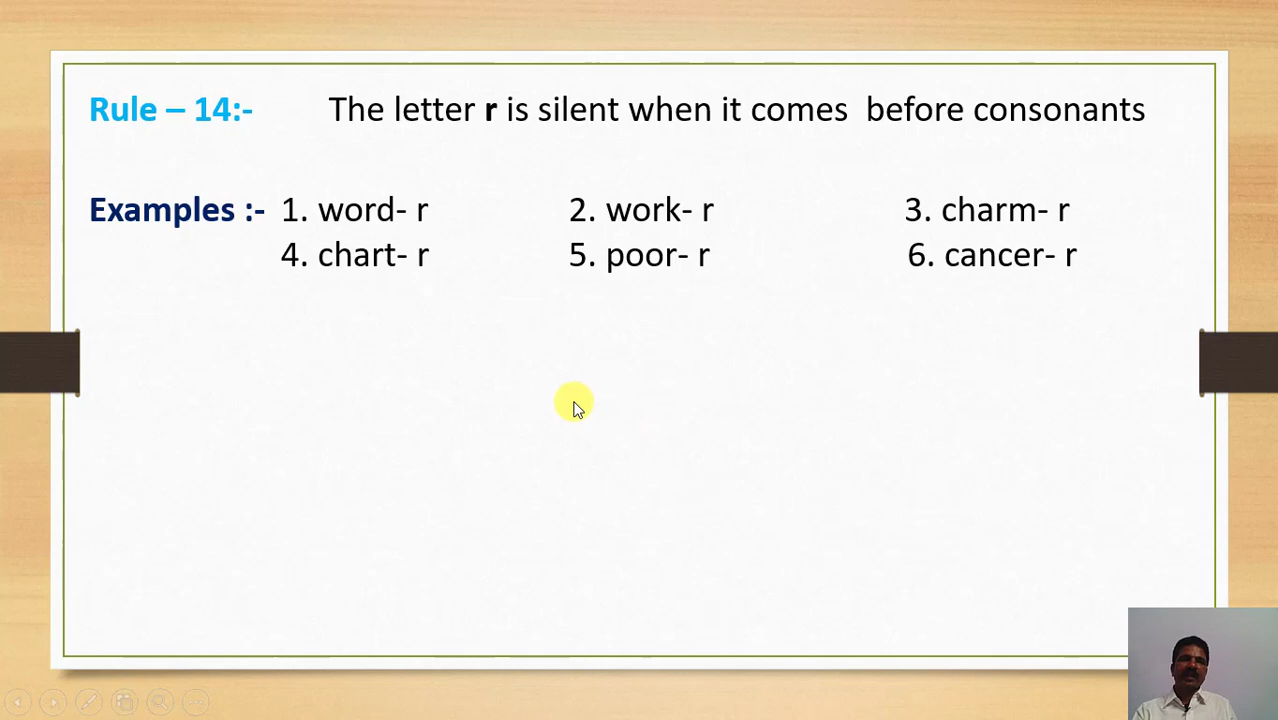 Rule – 14:- The letter r is silent when it comes before consonants
Examples :- 1. word- r 2. work- r 3. charm- r
4. chart- r 5. poor- r 6. cancer- r